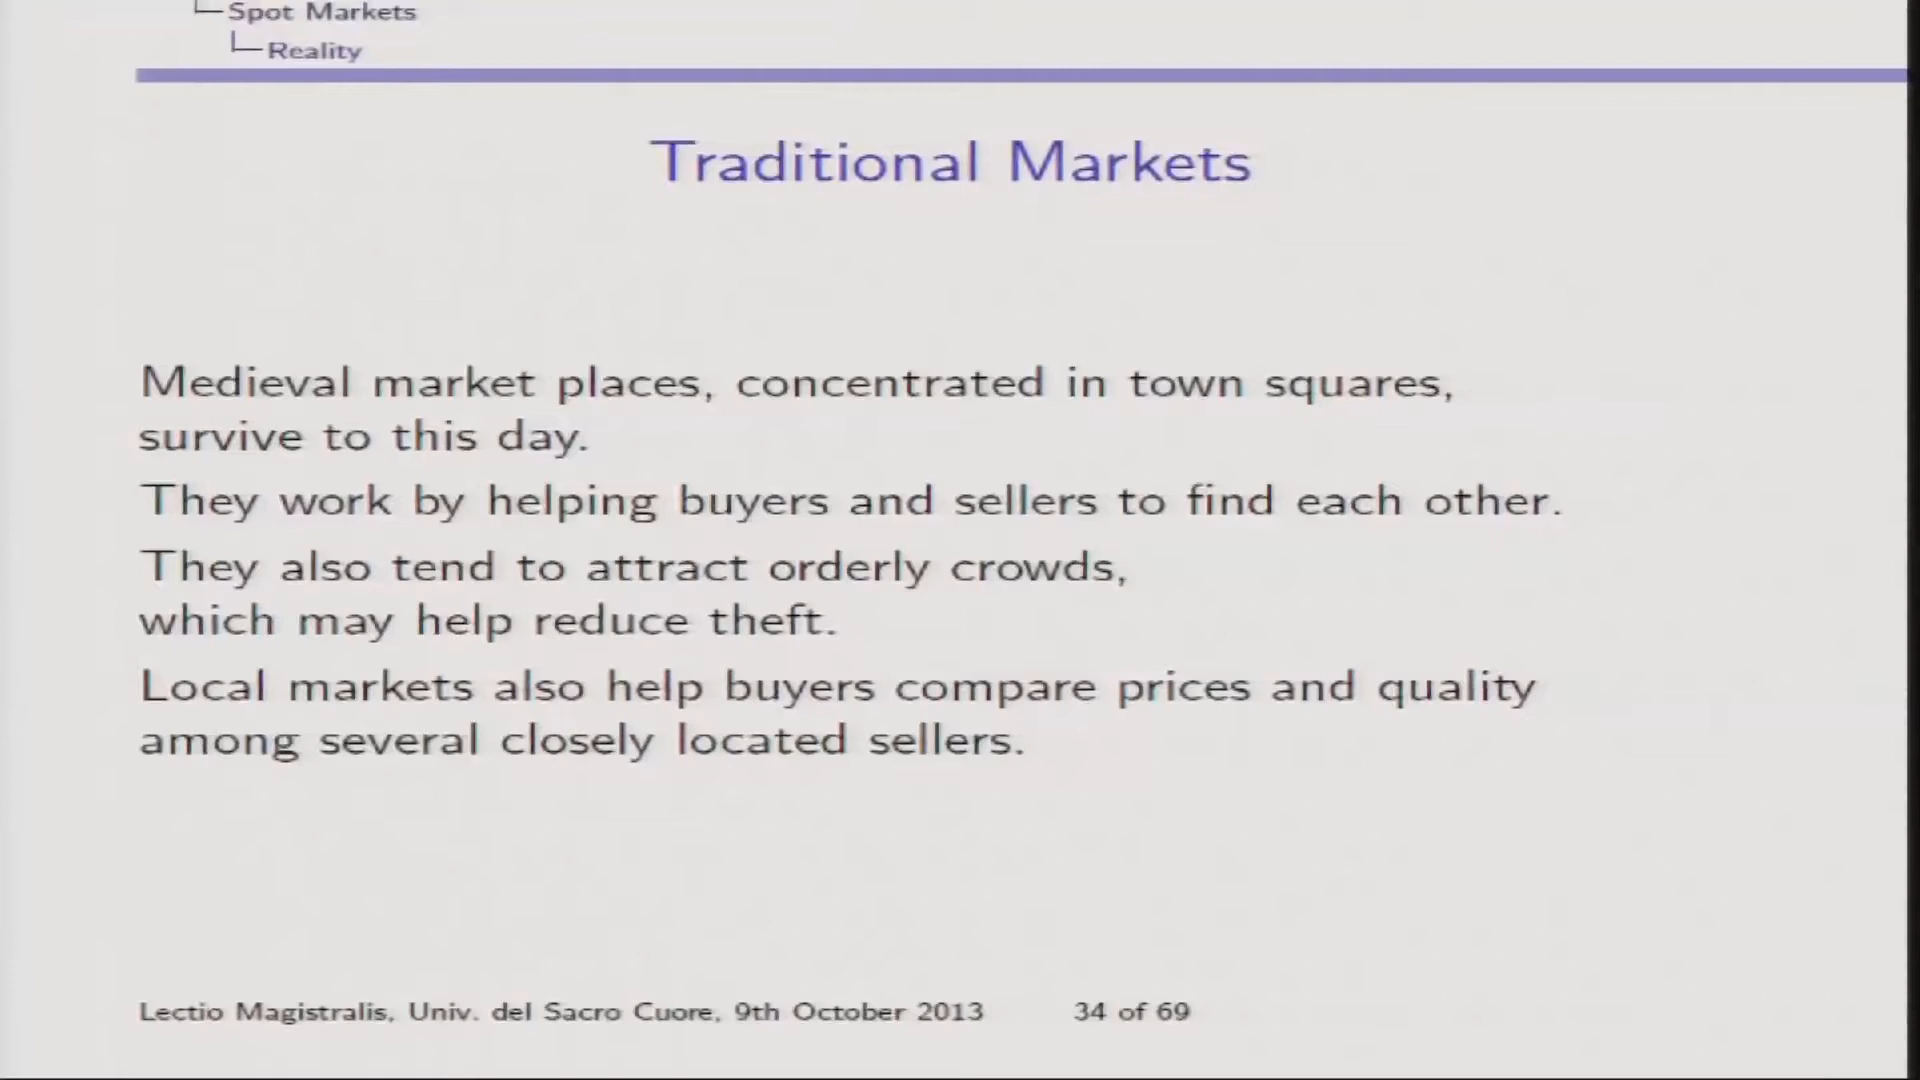 Spot Markets
Reality
Traditional Markets
Medieval market places, concentrated in town squares,
survive to this day.
They work by helping buyers and sellers to find each other.
They also tend to attract orderly crowds,
which may help reduce theft.
Local markets also help buyers compare prices and quality
among several closely located sellers.
Lectio Magistralis, Univ. del Sacro Cuore, 9th October 2013 34 of 69